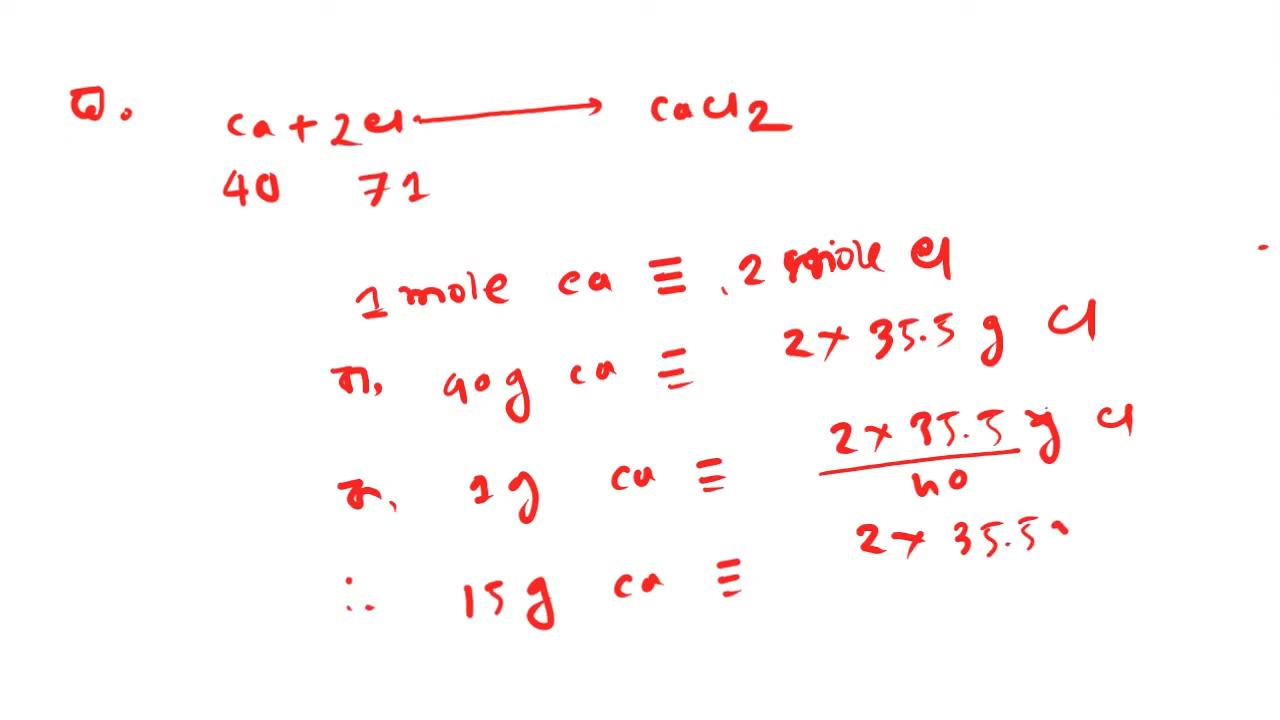 Ca + 2Cl ⟶ CaCl2
40 71
1 mole Ca ≡ 2 mole Cl
40g Ca ≡ 2 × 35.5 g Cl
1g Ca ≡ 2 × 35.5 / 40 g Cl
∴ 15g Ca ≡ 2 × 35.5